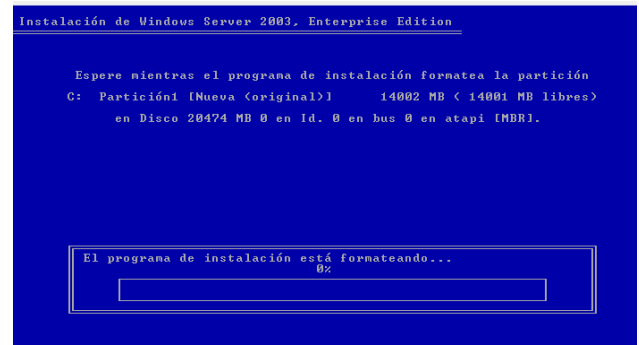 Instalación de Windows Server 2003, Enterprise Edition
Espere mientras el programa de instalación formatea la partición
C: Partición1 [Nueva <original>] 14002 MB < 14001 MB libres>
en Disco 20474 MB 0 en Id. 0 en bus 0 en atapi [MBR].
El programa de instalación está formateando...
0%